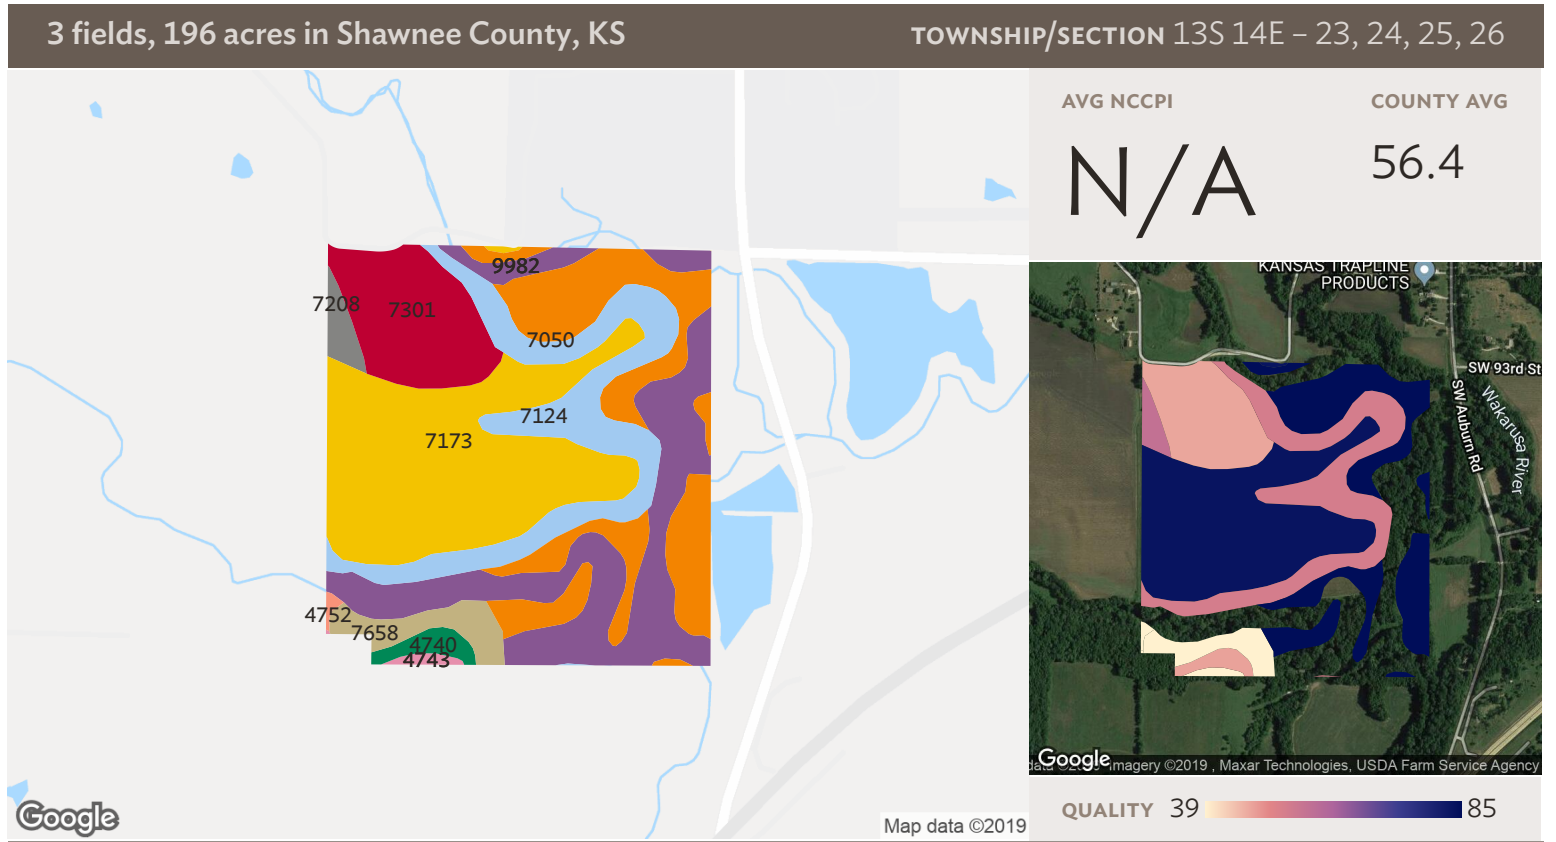 3 fields, 196 acres in Shawnee County, KS
TOWNSHIP/SECTION 13S 14E – 23, 24, 25, 26
AVG NCCPI
COUNTY AVG
N/A
56.4
9982
7208
7301
7050
7124
7173
4752
7658
4740
4743
Google
Map data ©2019
KANSAS TRAPLINE
PRODUCTS
SW 93rd St
SW Auburn Rd
Wakarusa River
Google
Imagery ©2019 , Maxar Technologies, USDA Farm Service Agency
QUALITY 39 85